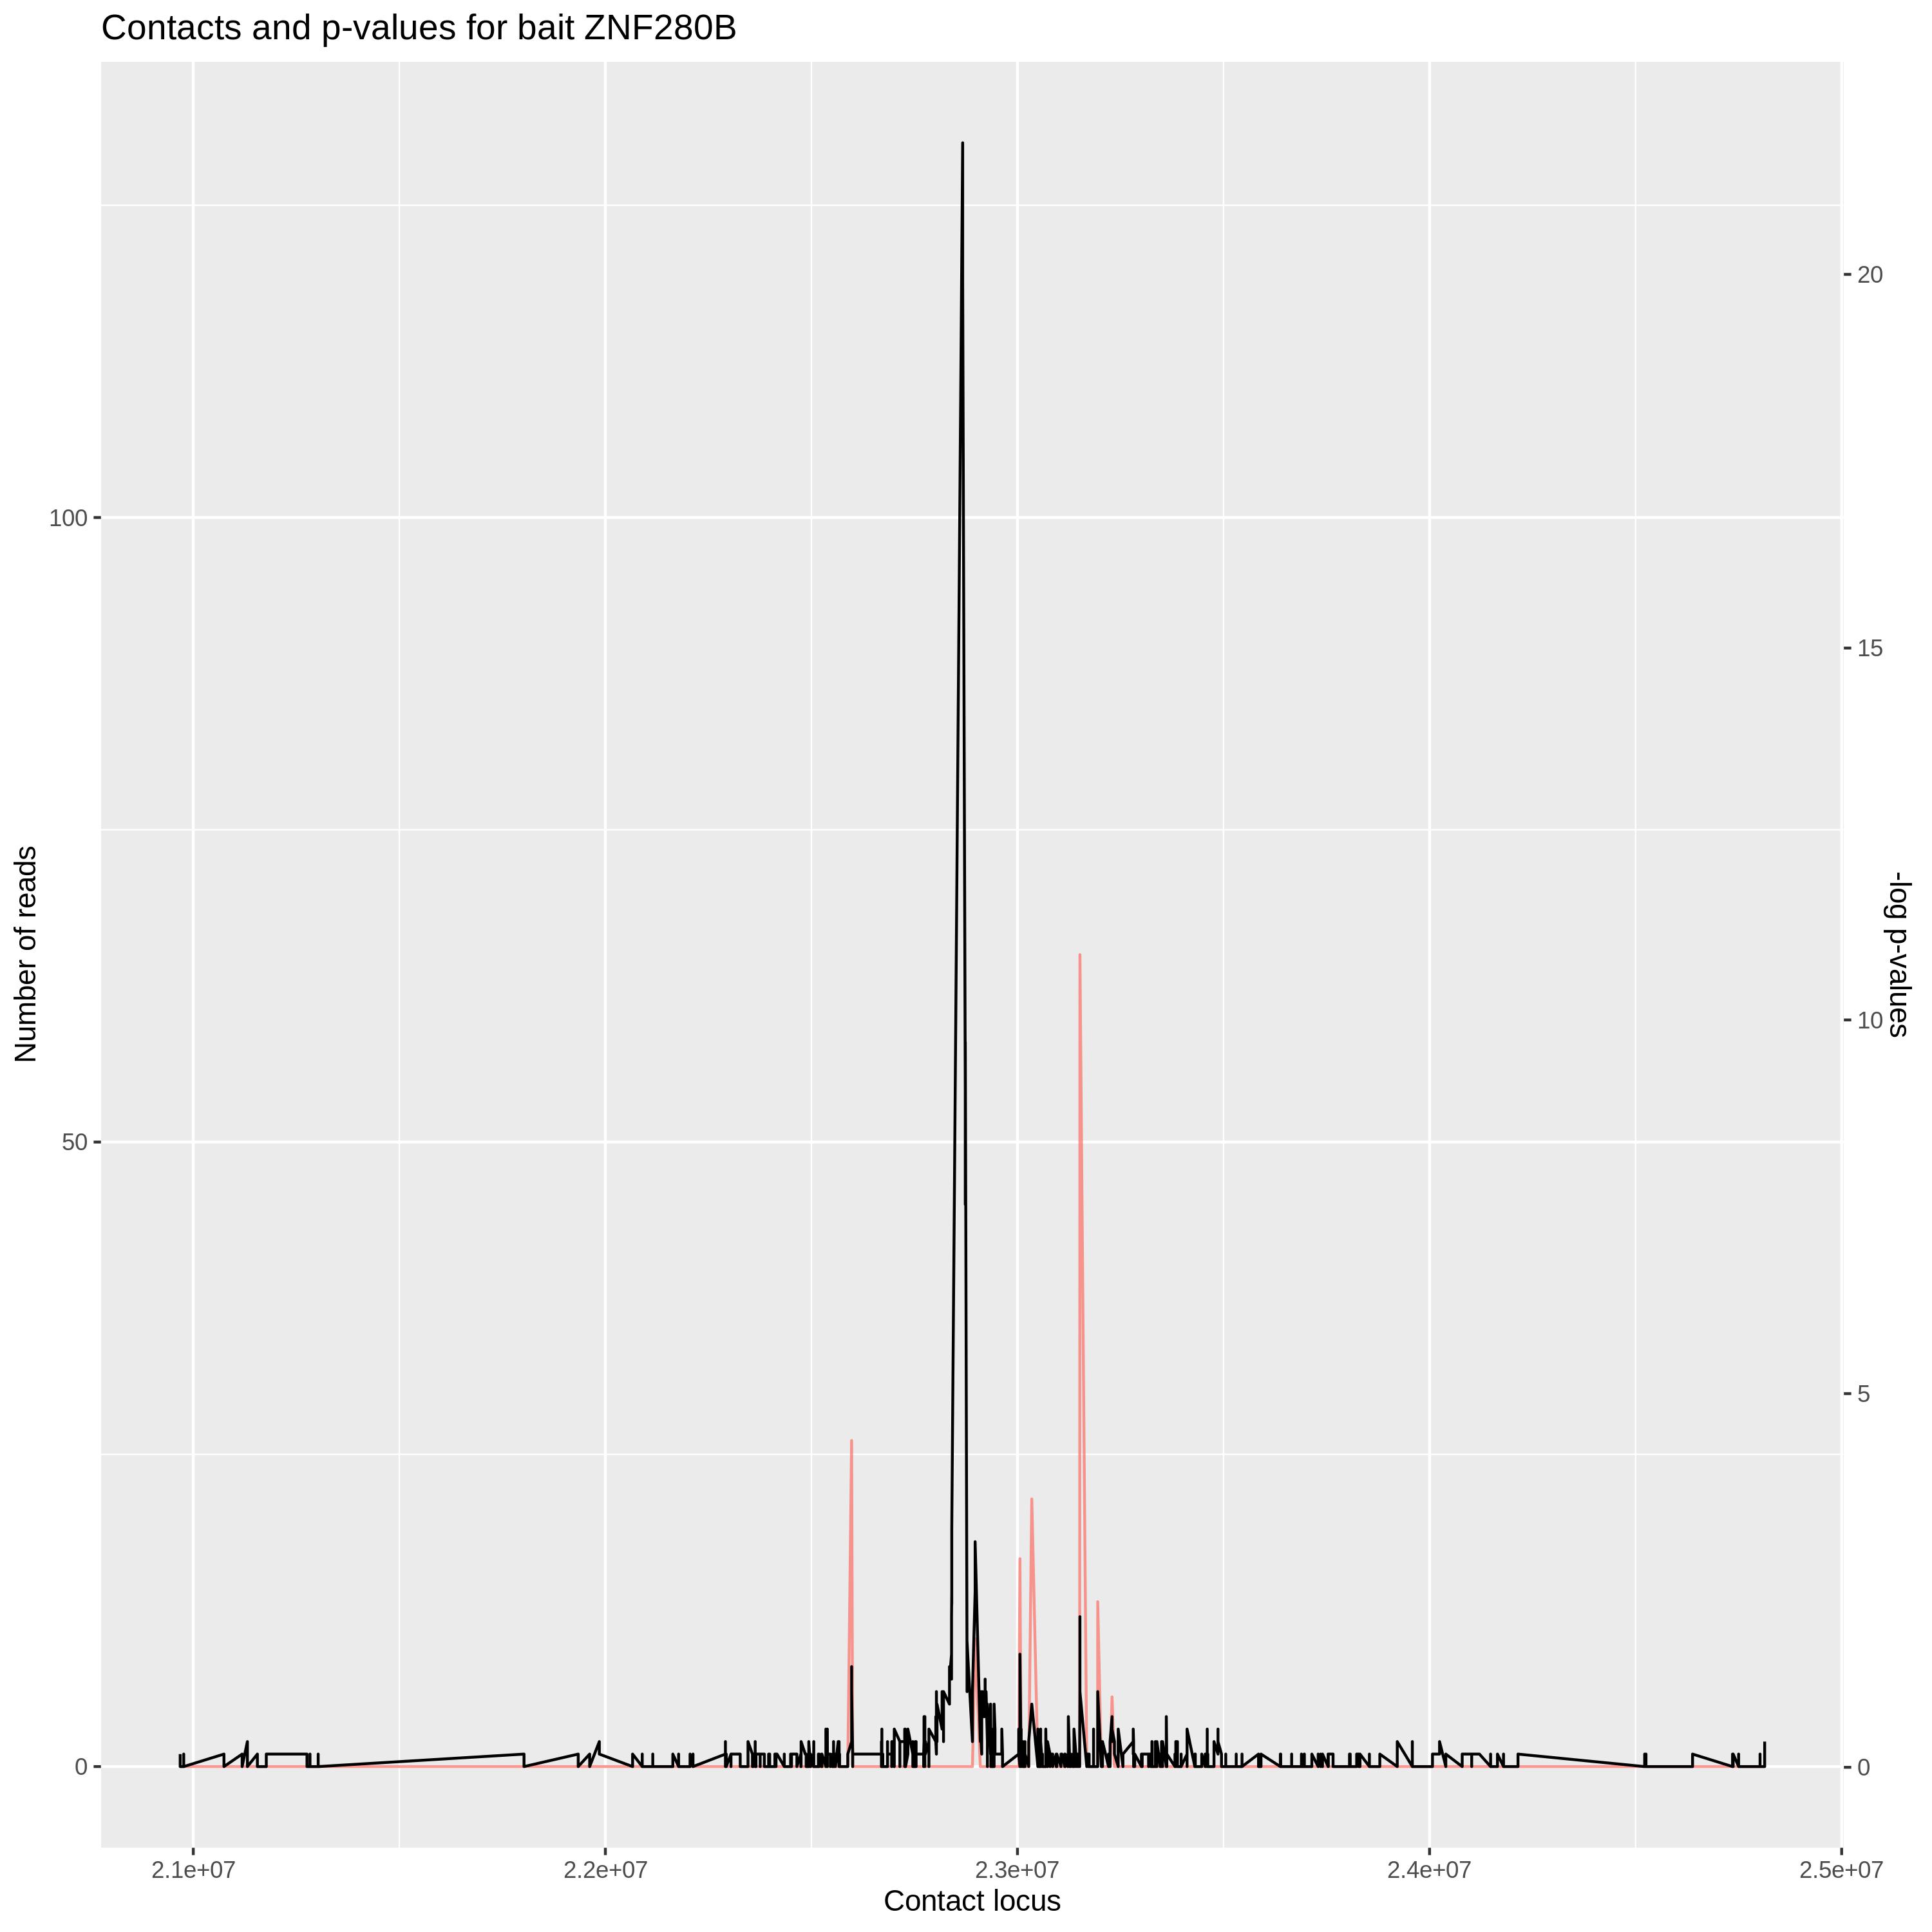 Contacts and p-values for bait ZNF280B
Number of reads
100
50
0
20
15
10
5
0
-log p-values
2.1e+07
2.2e+07
2.3e+07
2.4e+07
2.5e+07
Contact locus